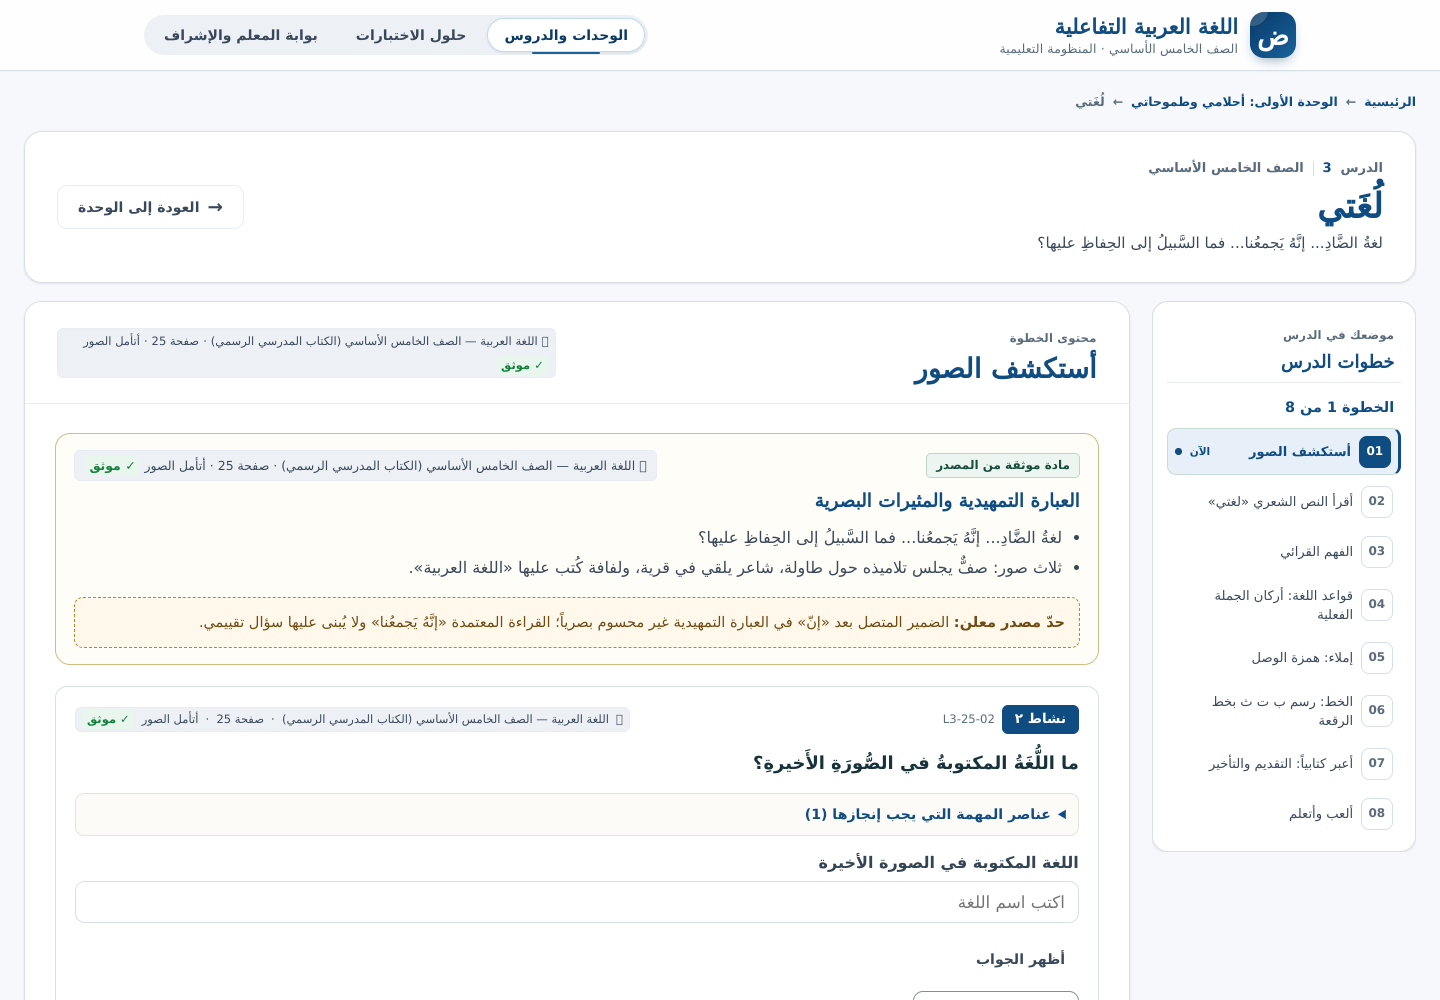 ض
اللغة العربية التفاعلية
الصف الخامس الأساسي · المنظومة التعليمية
الوحدات والدروس
حلول الاختبارات
بوابة المعلم والإشراف
الرئيسية ← الوحدة الأولى: أحلامي وطموحاتي ← لُغَتي
الدرس 3 الصف الخامس الأساسي
لُغَتي
لغةُ الضَّادِ... إنَّهُ يَجمعُنا... فما السَّبيلُ إلى الحِفاظِ عليها؟
→ العودة إلى الوحدة
موضعك في الدرس
خطوات الدرس
الخطوة 1 من 8
01 أستكشف الصور الآن
02 أقرأ النص الشعري «لغتي»
03 الفهم القرائي
04 قواعد اللغة: أركان الجملة
الفعلية
05 إملاء: همزة الوصل
06 الخط: رسم ب ت ث بخط
الرقعة
07 أعبر كتابياً: التقديم والتأخير
08 ألعب وأتعلم
محتوى الخطوة
أستكشف الصور
اللغة العربية — الصف الخامس الأساسي (الكتاب المدرسي الرسمي) · صفحة 25 · أتأمل الصور
✓ موثق
مادة موثقة من المصدر
اللغة العربية — الصف الخامس الأساسي (الكتاب المدرسي الرسمي) · صفحة 25 · أتأمل الصور ✓ موثق
العبارة التمهيدية والمثيرات البصرية
• لغةُ الضَّادِ... إنَّهُ يَجمعُنا... فما السَّبيلُ إلى الحِفاظِ عليها؟
• ثلاث صور: صفٌّ يجلس تلاميذه حول طاولة، شاعر يلقي في قرية، ولفافة كُتب عليها «اللغة العربية».
حدّ مصدر معلن: الضمير المتصل بعد «إنّ» في العبارة التمهيدية غير محسوم بصرياً؛ القراءة المعتمدة «إنَّهُ يَجمعُنا» ولا يُبنى عليها سؤال تقييمي.
نشاط ٢ L3-25-02
اللغة العربية — الصف الخامس الأساسي (الكتاب المدرسي الرسمي) · صفحة 25 · أتأمل الصور ✓ موثق
ما اللُّغَةُ المكتوبةُ في الصُّورَةِ الأَخيرةِ؟
عناصر المهمة التي يجب إنجازها (1)
اللغة المكتوبة في الصورة الأخيرة
اكتب اسم اللغة
أظهر الجواب